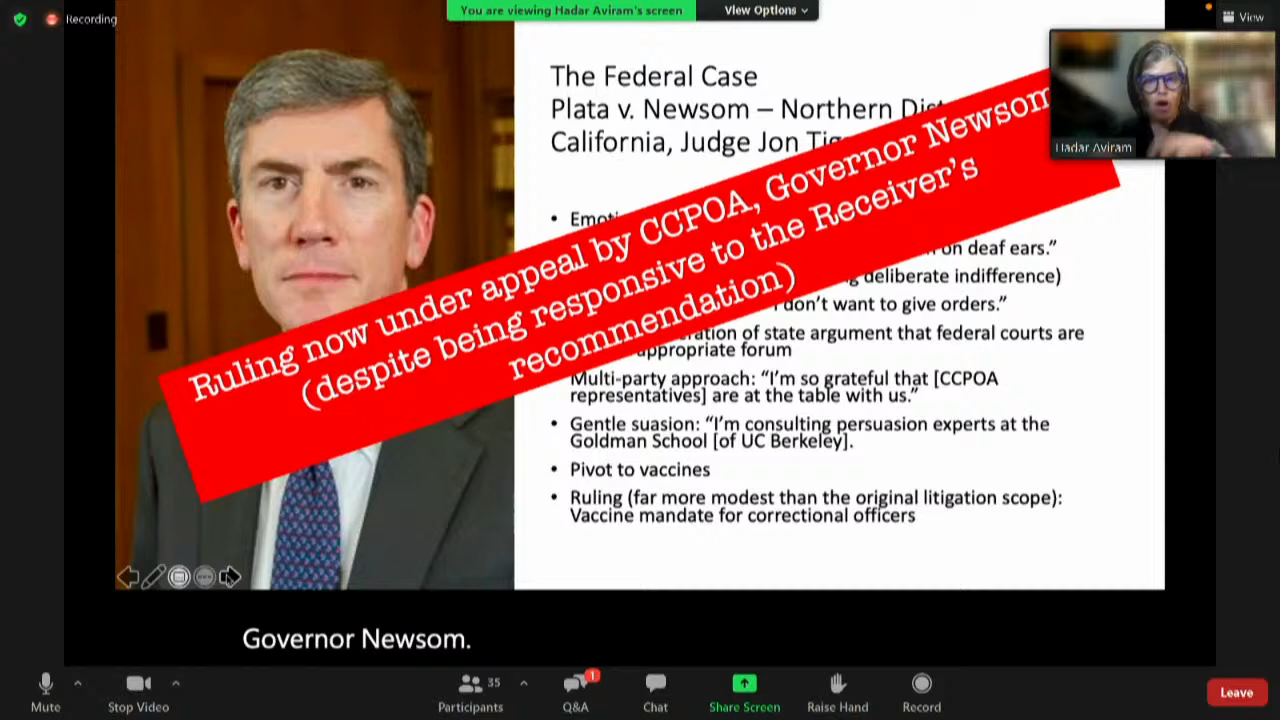 Recording
You are viewing Hadar Aviram's screen
View Options
View
The Federal Case
Plata v. Newsom – Northern Dist
California, Judge Jon Tig
Hadar Aviram
Ruling now under appeal by CCPOA, Governor Newsom
(despite being responsive to the Receiver's
recommendation)
• Emoti
on deaf ears."
deliberate indifference)
don't want to give orders."
ration of state argument that federal courts are
appropriate forum
Multi-party approach: "I'm so grateful that [CCPOA
representatives] are at the table with us."
• Gentle suasion: "I'm consulting persuasion experts at the
Goldman School [of UC Berkeley].
• Pivot to vaccines
• Ruling (far more modest than the original litigation scope):
Vaccine mandate for correctional officers
Governor Newsom.
Mute
Stop Video
35
Participants
1
Q&A
Chat
Share Screen
Raise Hand
Record
Leave